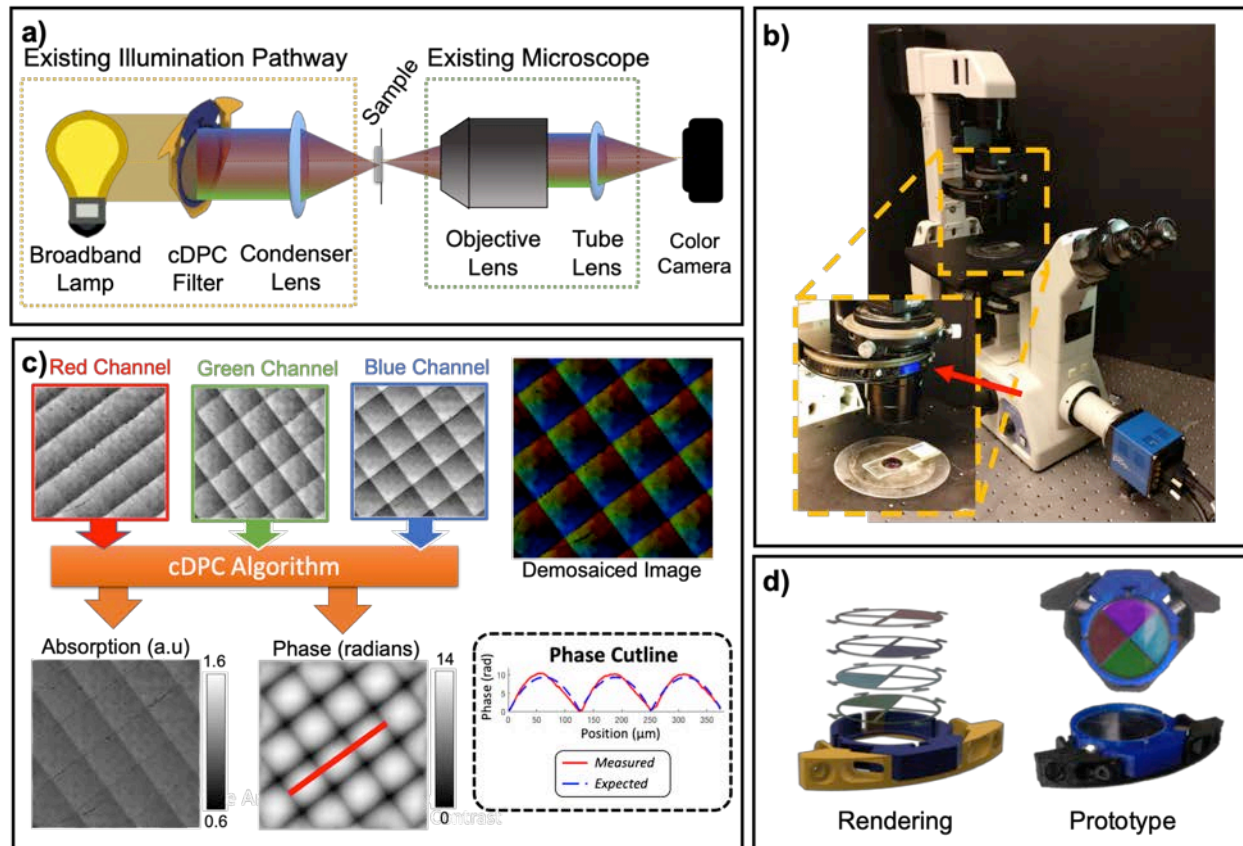 a)
Existing Illumination Pathway
Existing Microscope
Sample
Broadband
Lamp
cDPC
Filter
Condenser
Lens
Objective
Lens
Tube
Lens
Color
Camera
b)
c)
Red Channel
Green Channel
Blue Channel
cDPC Algorithm
Demosaiced Image
Absorption (a.u)
1.6
0.6
Phase (radians)
14
0
Phase Cutline
Phase (rad)
10
5
0
0
50
100
150
200
250
300
350
Position (µm)
Measured
Expected
d)
Rendering
Prototype